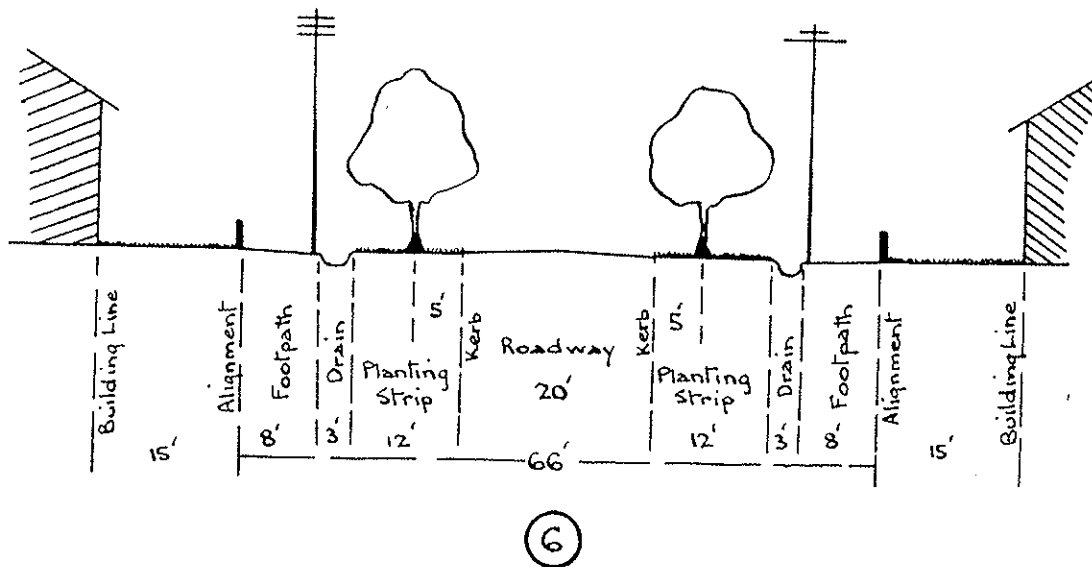 Building Line
15'
Alignment
Footpath
8'
Drain
3'
5'
Planting
Strip
12'
Kerb
Roadway
20'
66'
Kerb
5'
Planting
Strip
12'
Drain
3'
Footpath
8'
Alignment
15'
Building Line
6